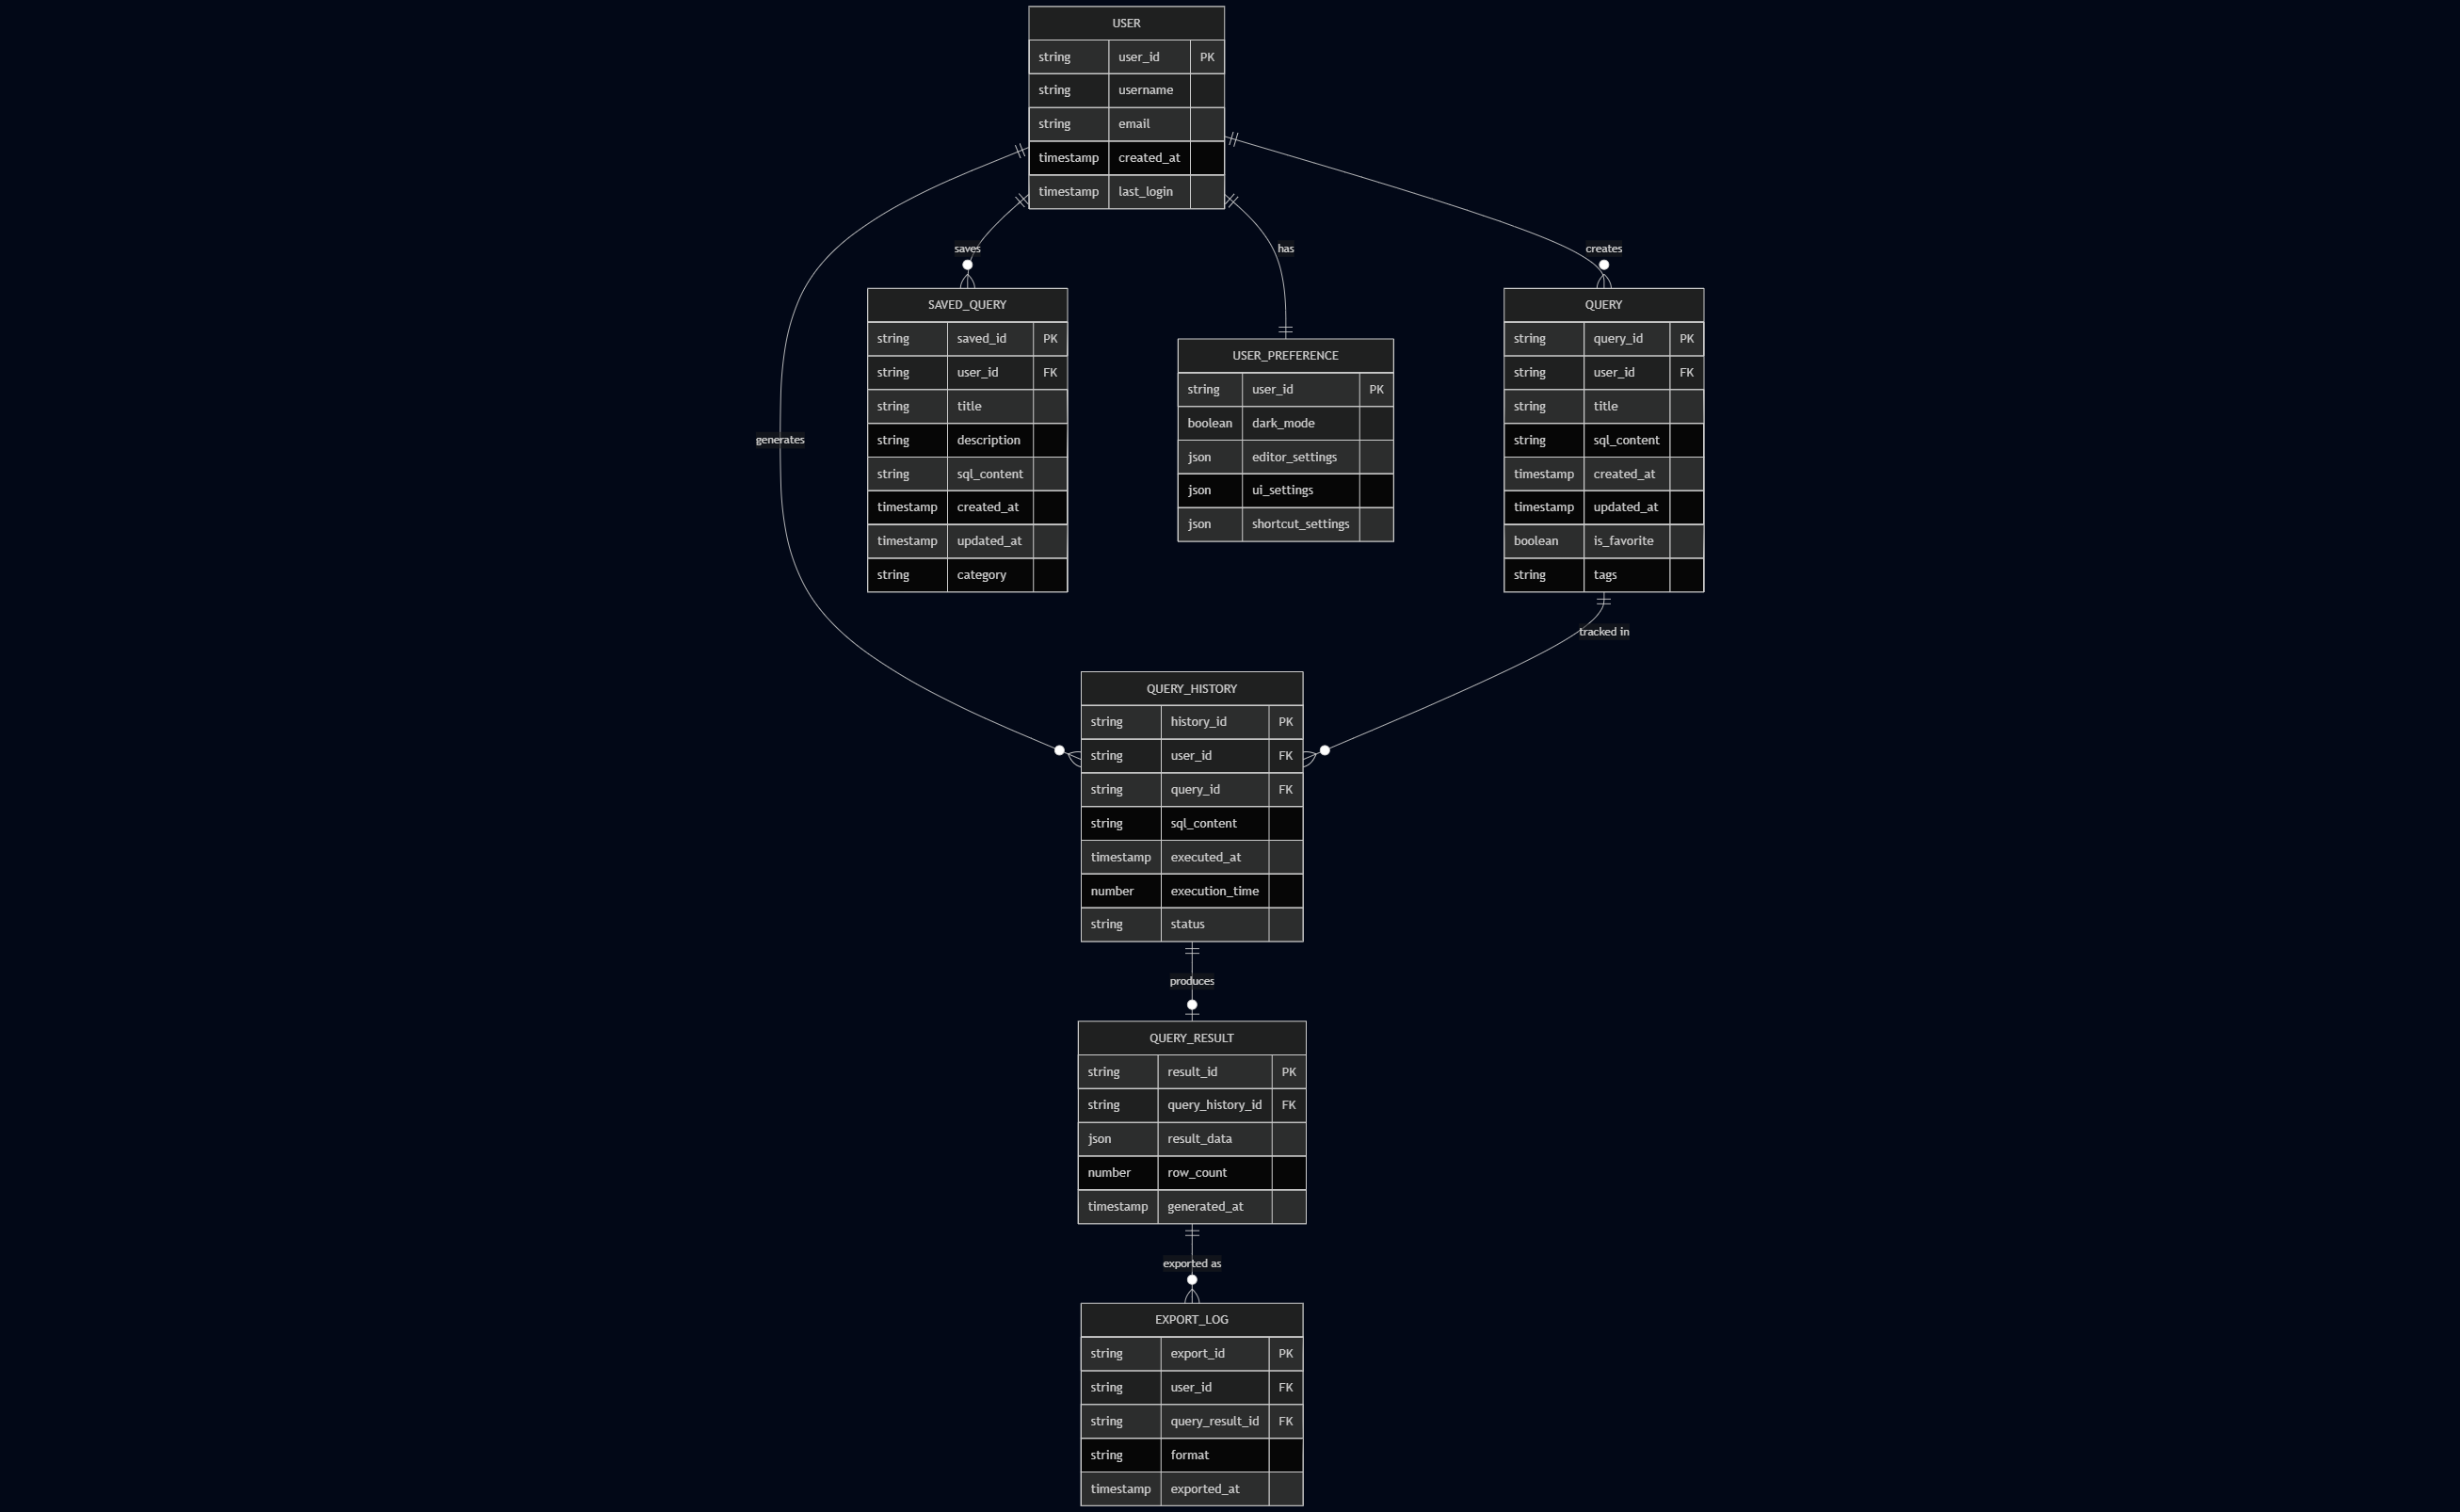 USER
string user_id PK
string username
string email
timestamp created_at
timestamp last_login
saves
has
creates
SAVED_QUERY
string saved_id PK
string user_id FK
string title
string description
string sql_content
timestamp created_at
timestamp updated_at
string category
USER_PREFERENCE
string user_id PK
boolean dark_mode
json editor_settings
json ui_settings
json shortcut_settings
QUERY
string query_id PK
string user_id FK
string title
string sql_content
timestamp created_at
timestamp updated_at
boolean is_favorite
string tags
generates
tracked in
QUERY_HISTORY
string history_id PK
string user_id FK
string query_id FK
string sql_content
timestamp executed_at
number execution_time
string status
produces
QUERY_RESULT
string result_id PK
string query_history_id FK
json result_data
number row_count
timestamp generated_at
exported as
EXPORT_LOG
string export_id PK
string user_id FK
string query_result_id FK
string format
timestamp exported_at